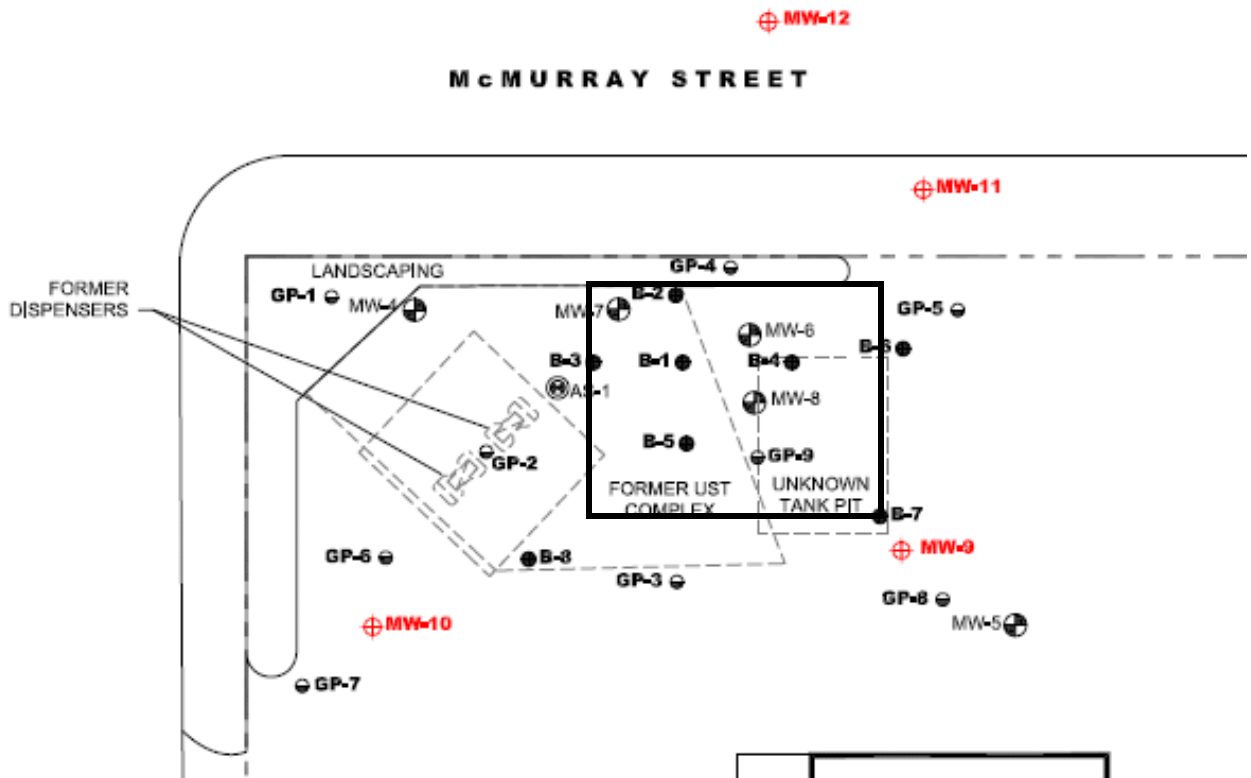 MW-12
McMURRAY STREET
MW-11
LANDSCAPING
GP-4
FORMER
DISPENSERS
GP-1
MW-4
MW-7
B-2
GP-5
MW-6
B-6
B-3
B-1
B-4
AS-1
MW-8
B-5
GP-2
GP-9
FORMER UST
COMPLEX
UNKNOWN
TANK PIT
B-7
MW-9
GP-6
B-8
GP-3
GP-8
MW-10
MW-5
GP-7